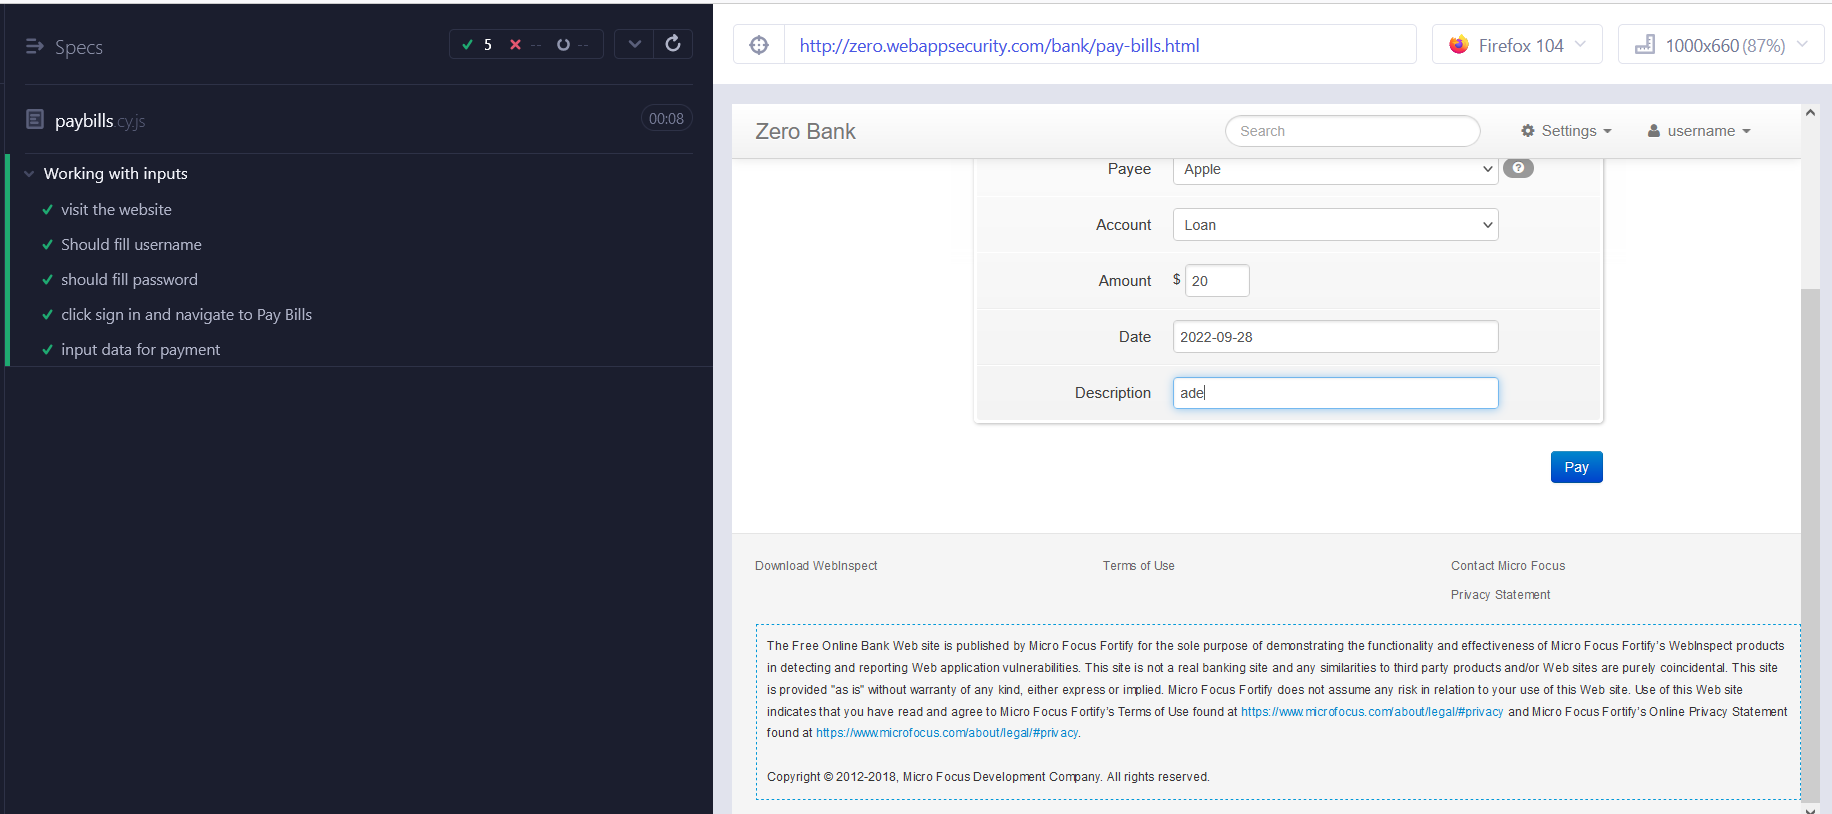 Specs
5 -- --
paybills.cy.js 00:08
Working with inputs
visit the website
Should fill username
should fill password
click sign in and navigate to Pay Bills
input data for payment
http://zero.webappsecurity.com/bank/pay-bills.html
Firefox 104
1000x660 (87%)
Zero Bank
Search
Settings
username
Payee Apple ?
Account Loan
Amount $ 20
Date 2022-09-28
Description ade
Pay
Download WebInspect
Terms of Use
Contact Micro Focus
Privacy Statement
The Free Online Bank Web site is published by Micro Focus Fortify for the sole purpose of demonstrating the functionality and effectiveness of Micro Focus Fortify's WebInspect products
in detecting and reporting Web application vulnerabilities. This site is not a real banking site and any similarities to third party products and/or Web sites are purely coincidental. This site
is provided "as is" without warranty of any kind, either express or implied. Micro Focus Fortify does not assume any risk in relation to your use of this Web site. Use of this Web site
indicates that you have read and agree to Micro Focus Fortify's Terms of Use found at https://www.microfocus.com/about/legal/#privacy and Micro Focus Fortify's Online Privacy Statement
found at https://www.microfocus.com/about/legal/#privacy.
Copyright © 2012-2018, Micro Focus Development Company. All rights reserved.